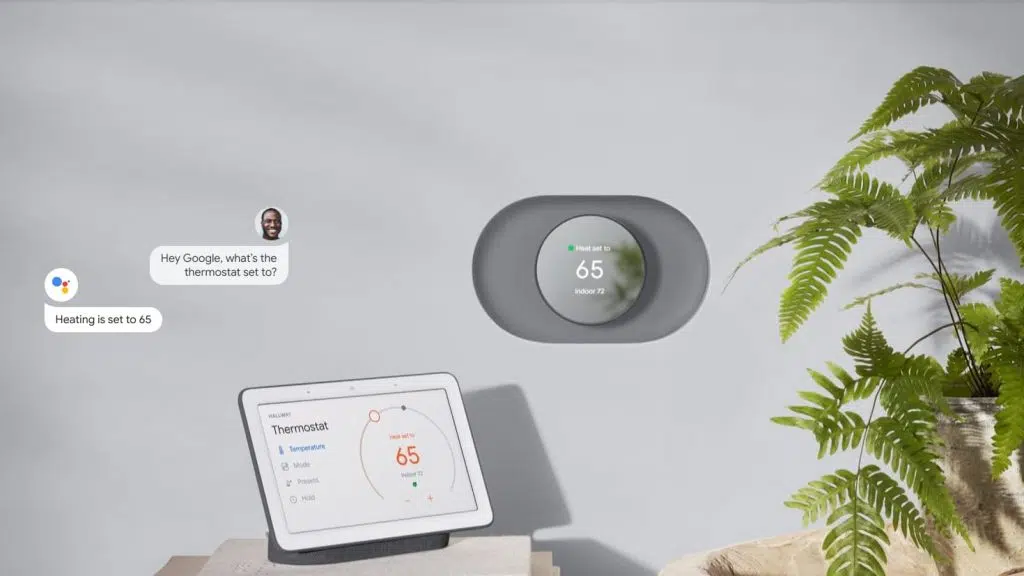 Hey Google, what's the
thermostat set to?
Heating is set to 65
Heat set to
65
Indoor 72
HALLWAY
Thermostat
Temperature
Mode
Presets
Hold
Heat set to
65
Indoor 72
- +